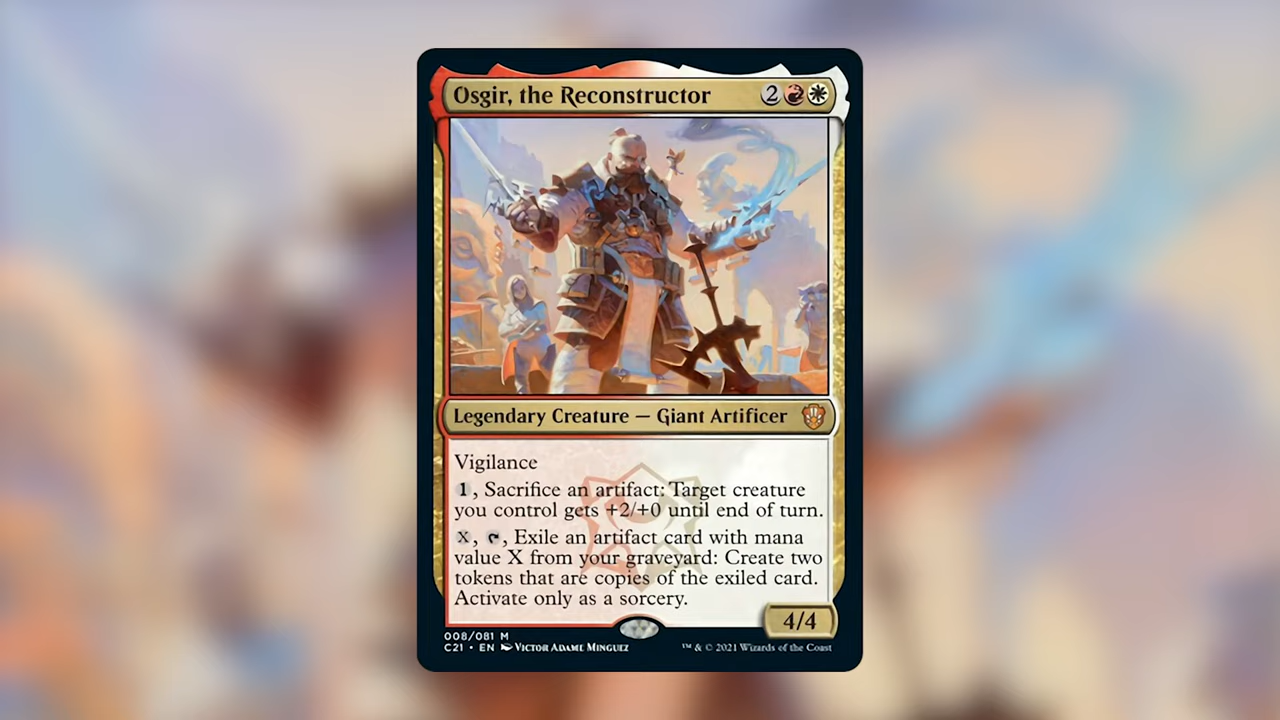 Osgir, the Reconstructor 2
Legendary Creature — Giant Artificer
Vigilance
1, Sacrifice an artifact: Target creature
you control gets +2/+0 until end of turn.
X, , Exile an artifact card with mana
value X from your graveyard: Create two
tokens that are copies of the exiled card.
Activate only as a sorcery.
4/4
008/081 M
C21 • EN Victor Adame Minguez
™ & © 2021 Wizards of the Coast